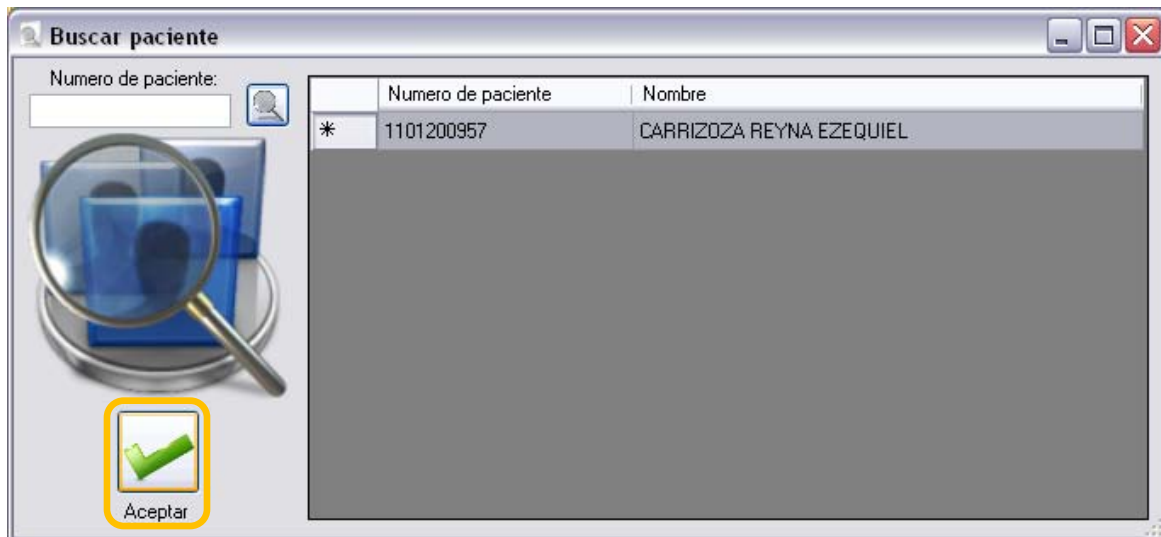 Buscar paciente
Numero de paciente:
Numero de paciente Nombre
* 1101200957 CARRIZOZA REYNA EZEQUIEL
Aceptar